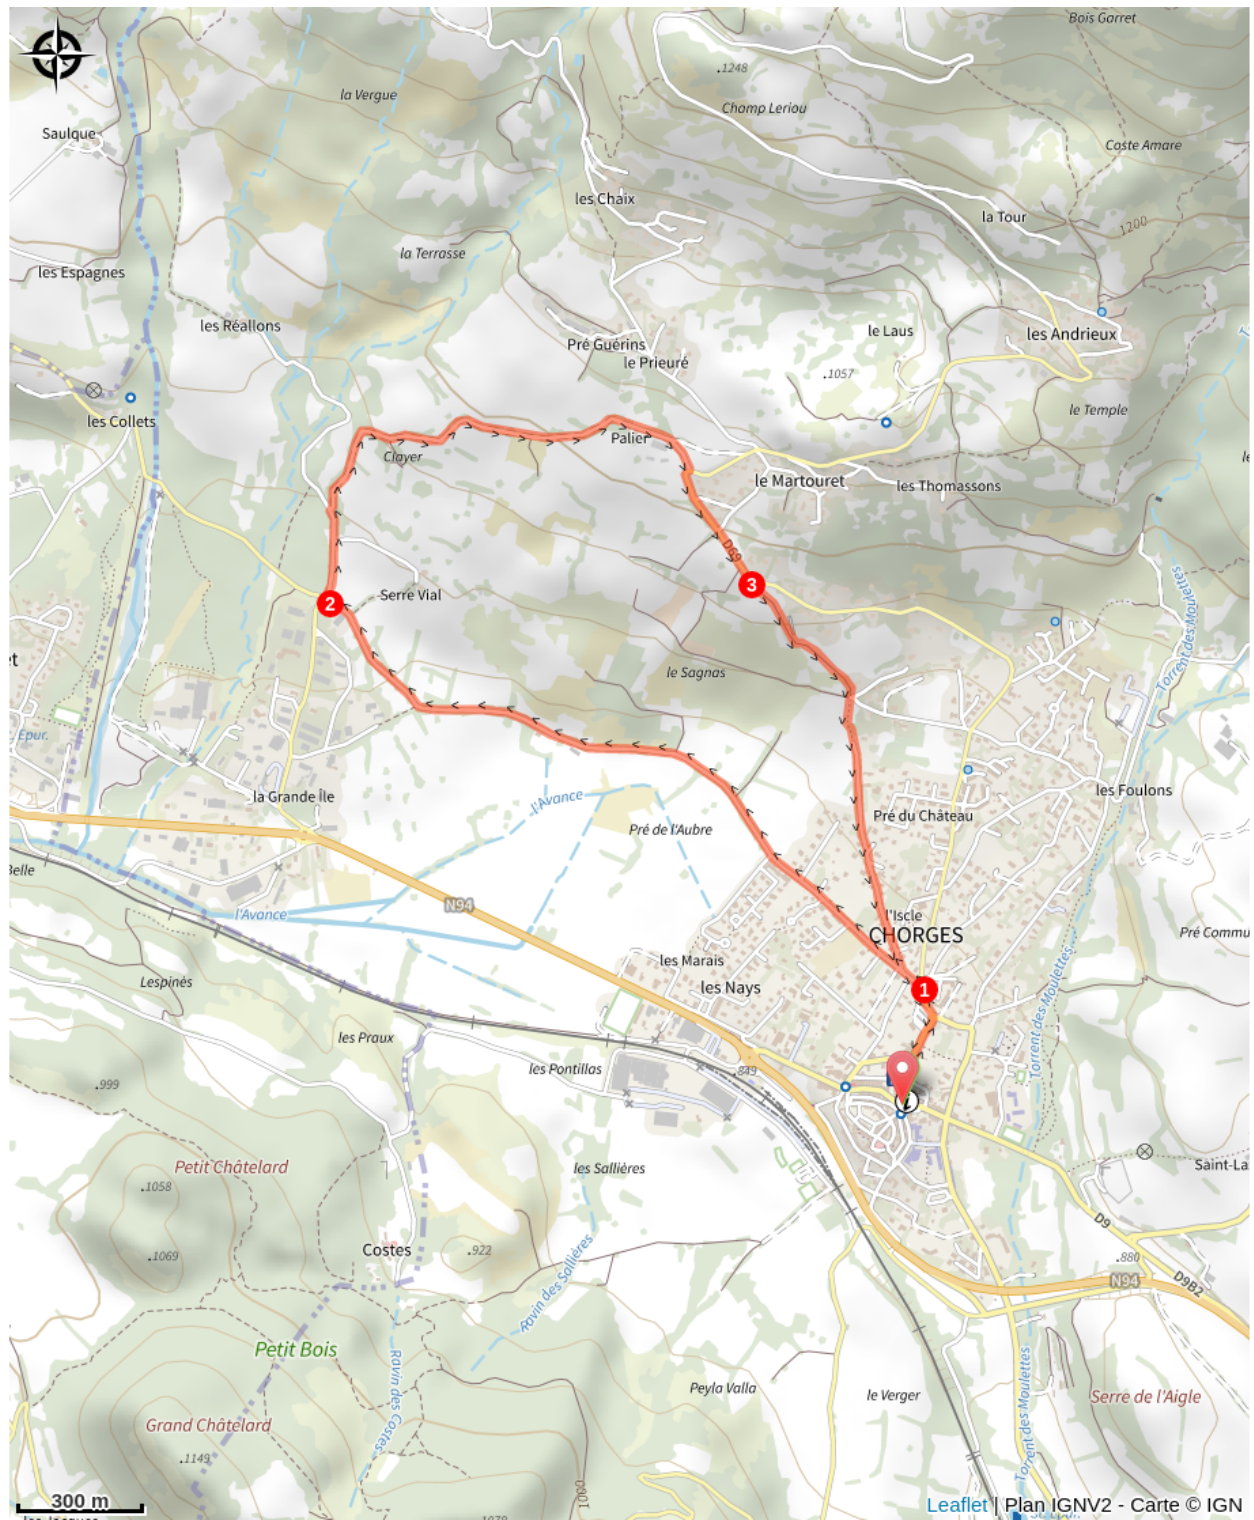 Bois Garret
.1248
la Vergue
Champ Leriou
Saulque
Coste Amare
les Chaix
la Tour
1200
la Terrasse
les Espagnes
les Réallons
le Laus
les Andrieux
Pré Guérins
le Prieuré
.1057
les Collets
le Temple
Palier
Clayer
le Martouret
les Thomassons
D69
3
Torrent des Moulettes
2
Serre Vial
le Sagnas
Epur.
la Grande Île
l'Avance
les Foulons
Pré du Château
Pré de l'Aubre
Belle
N94
l'Avance
l'Iscle
CHORGES
Pré Commu
les Marais
Lespinès
les Nays
1
Torrent des Moulettes
les Praux
les Pontillas
.849
.999
Petit Châtelard
les Sallières
Saint-La
.1058
D9
Costes
.922
.1069
.880
N94
D9B2
Ravin des Sallières
Petit Bois
Ravin des Costes
Peyla Valla
le Verger
Serre de l'Aigle
Grand Châtelard
Torrent des Moulettes
.1149
1000
300 m
Leaflet | Plan IGNV2 - Carte © IGN